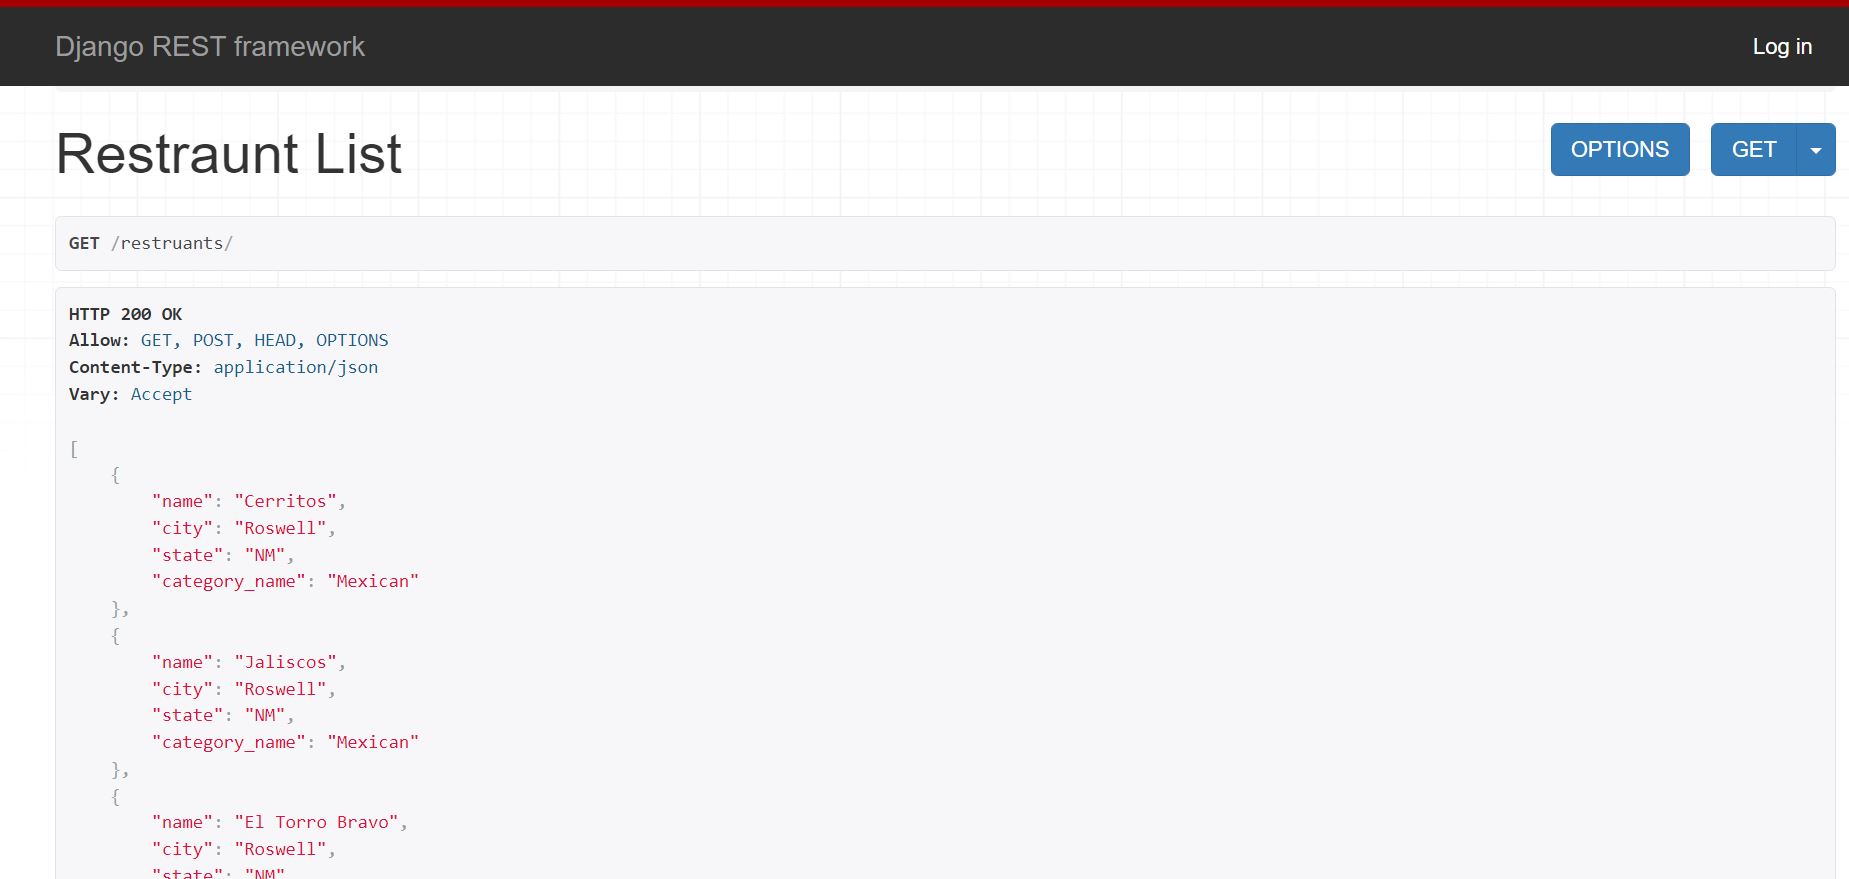 Django REST framework
Log in
Restraunt List
OPTIONS
GET
GET /restruants/
HTTP 200 OK
Allow: GET, POST, HEAD, OPTIONS
Content-Type: application/json
Vary: Accept
[
    {
        "name": "Cerritos",
        "city": "Roswell",
        "state": "NM",
        "category_name": "Mexican"
    },
    {
        "name": "Jaliscos",
        "city": "Roswell",
        "state": "NM",
        "category_name": "Mexican"
    },
    {
        "name": "El Torro Bravo",
        "city": "Roswell",
        "state": "NM"